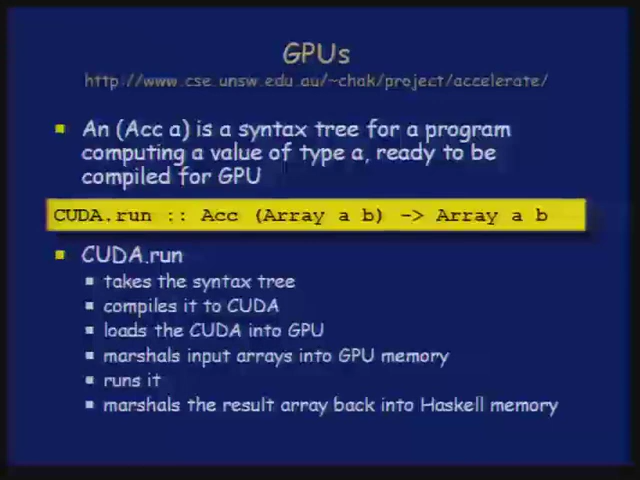 GPUs
http://www.cse.unsw.edu.au/~chak/project/accelerate/
An (Acc a) is a syntax tree for a program
computing a value of type a, ready to be
compiled for GPU
CUDA.run :: Acc (Array a b) -> Array a b
CUDA.run
takes the syntax tree
compiles it to CUDA
loads the CUDA into GPU
marshals input arrays into GPU memory
runs it
marshals the result array back into Haskell memory